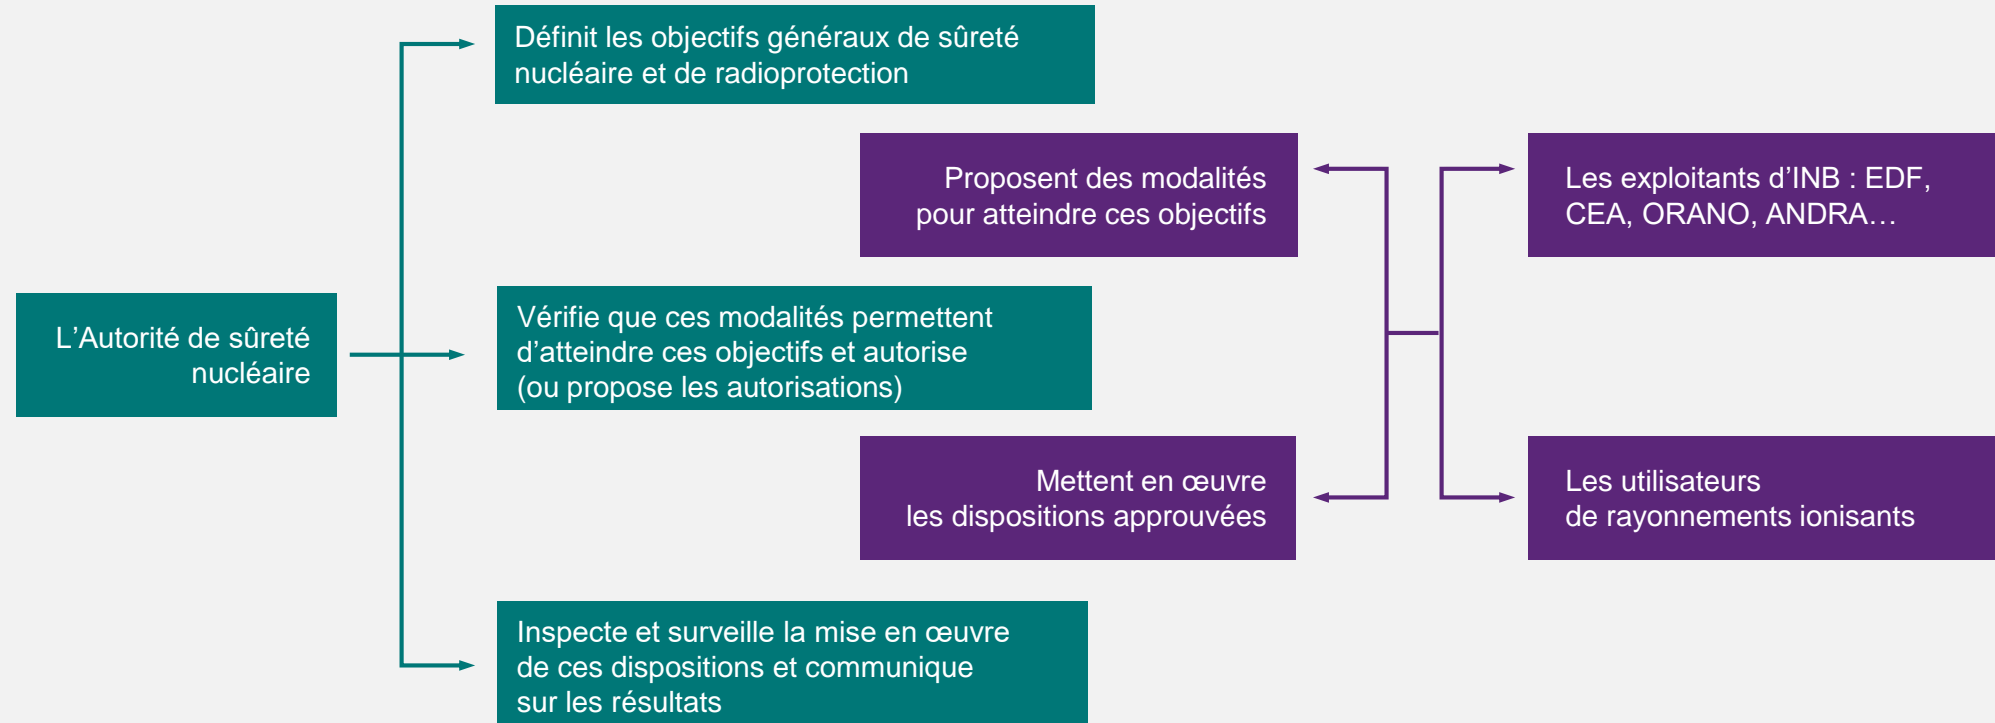 Définit les objectifs généraux de sûreté
nucléaire et de radioprotection
Proposent des modalités
pour atteindre ces objectifs
Les exploitants d’INB : EDF,
CEA, ORANO, ANDRA…
L’Autorité de sûreté
nucléaire
Vérifie que ces modalités permettent
d’atteindre ces objectifs et autorise
(ou propose les autorisations)
Mettent en œuvre
les dispositions approuvées
Les utilisateurs
de rayonnements ionisants
Inspecte et surveille la mise en œuvre
de ces dispositions et communique
sur les résultats